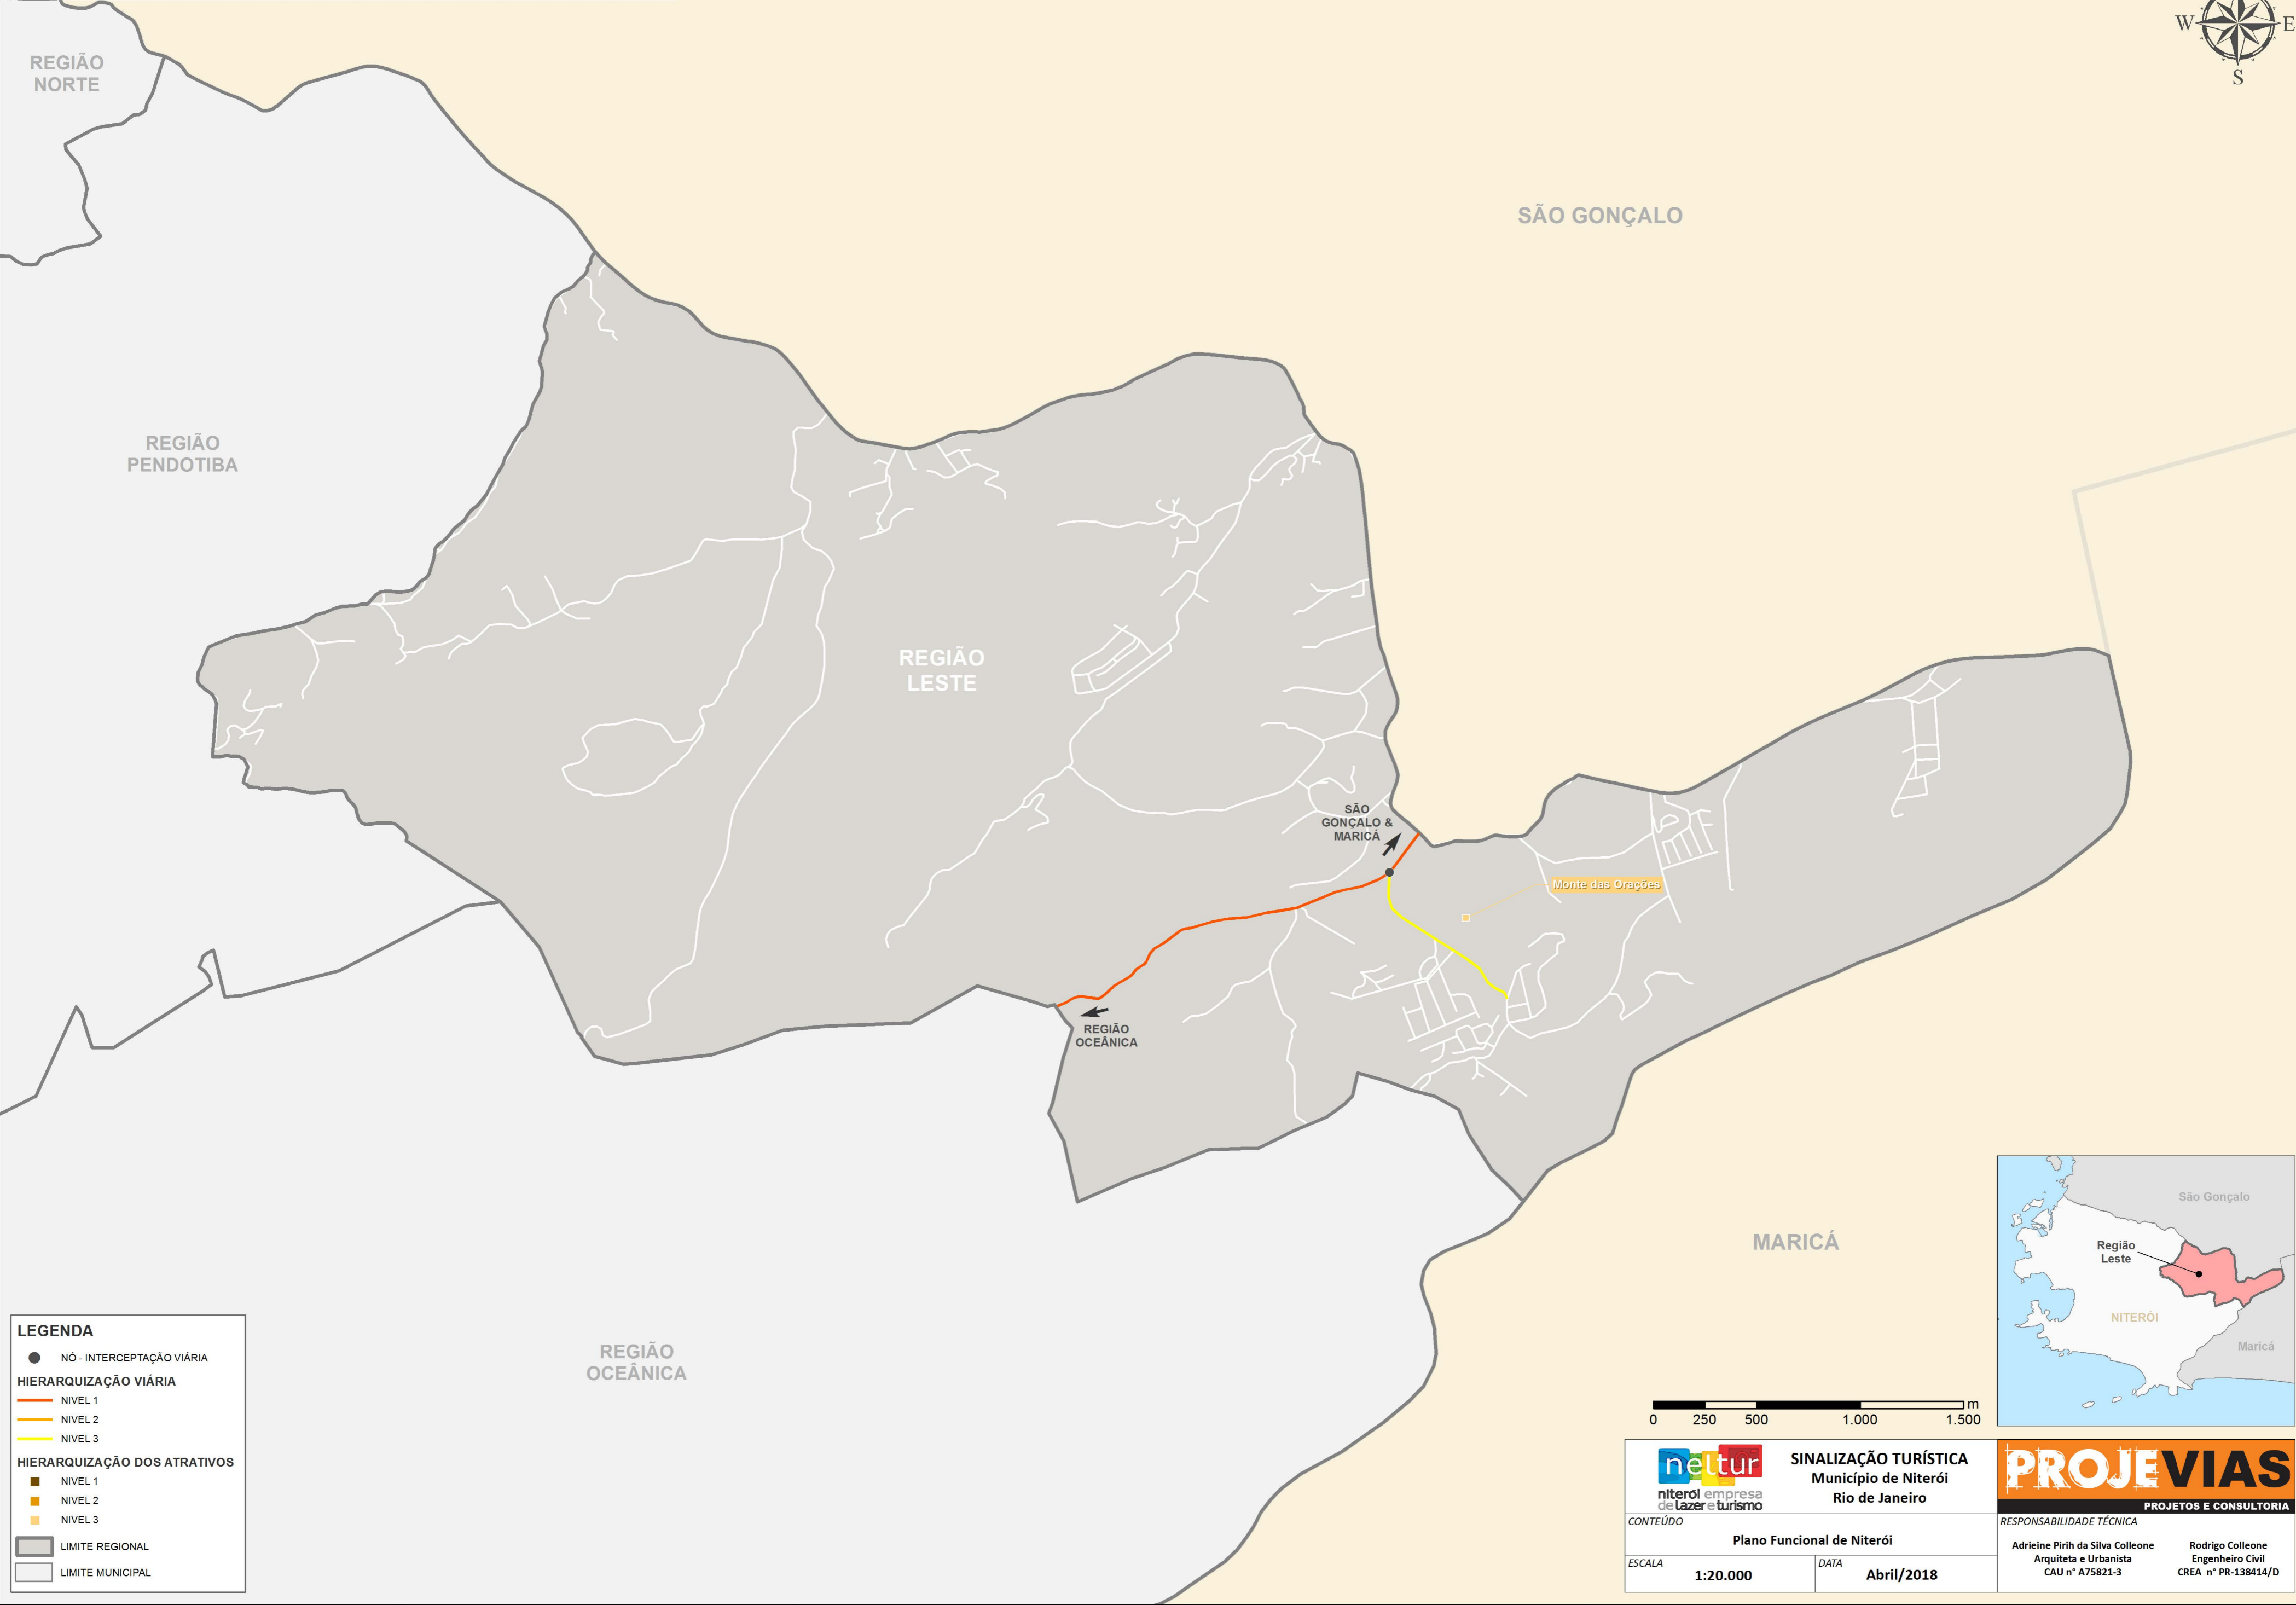 W
E
S
REGIÃO
NORTE
SÃO GONÇALO
REGIÃO
PENDOTIBA
REGIÃO
LESTE
SÃO
GONÇALO &
MARICÁ
Monte das Orações
REGIÃO
OCEÂNICA
MARICÁ
REGIÃO
OCEÂNICA
São Gonçalo
Região
Leste
NITERÓI
Maricá
LEGENDA
NÓ - INTERCEPTAÇÃO VIÁRIA
HIERARQUIZAÇÃO VIÁRIA
NIVEL 1
NIVEL 2
NIVEL 3
HIERARQUIZAÇÃO DOS ATRATIVOS
NIVEL 1
NIVEL 2
NIVEL 3
LIMITE REGIONAL
LIMITE MUNICIPAL
m
0 250 500 1.000 1.500
neltur
niterói empresa
de lazer e turismo
SINALIZAÇÃO TURÍSTICA
Município de Niterói
Rio de Janeiro
CONTEÚDO
Plano Funcional de Niterói
ESCALA
1:20.000
DATA
Abril/2018
PROJEVIAS
PROJETOS E CONSULTORIA
RESPONSABILIDADE TÉCNICA
Adrieine Pirih da Silva Colleone
Arquiteta e Urbanista
CAU n° A75821-3
Rodrigo Colleone
Engenheiro Civil
CREA n° PR-138414/D